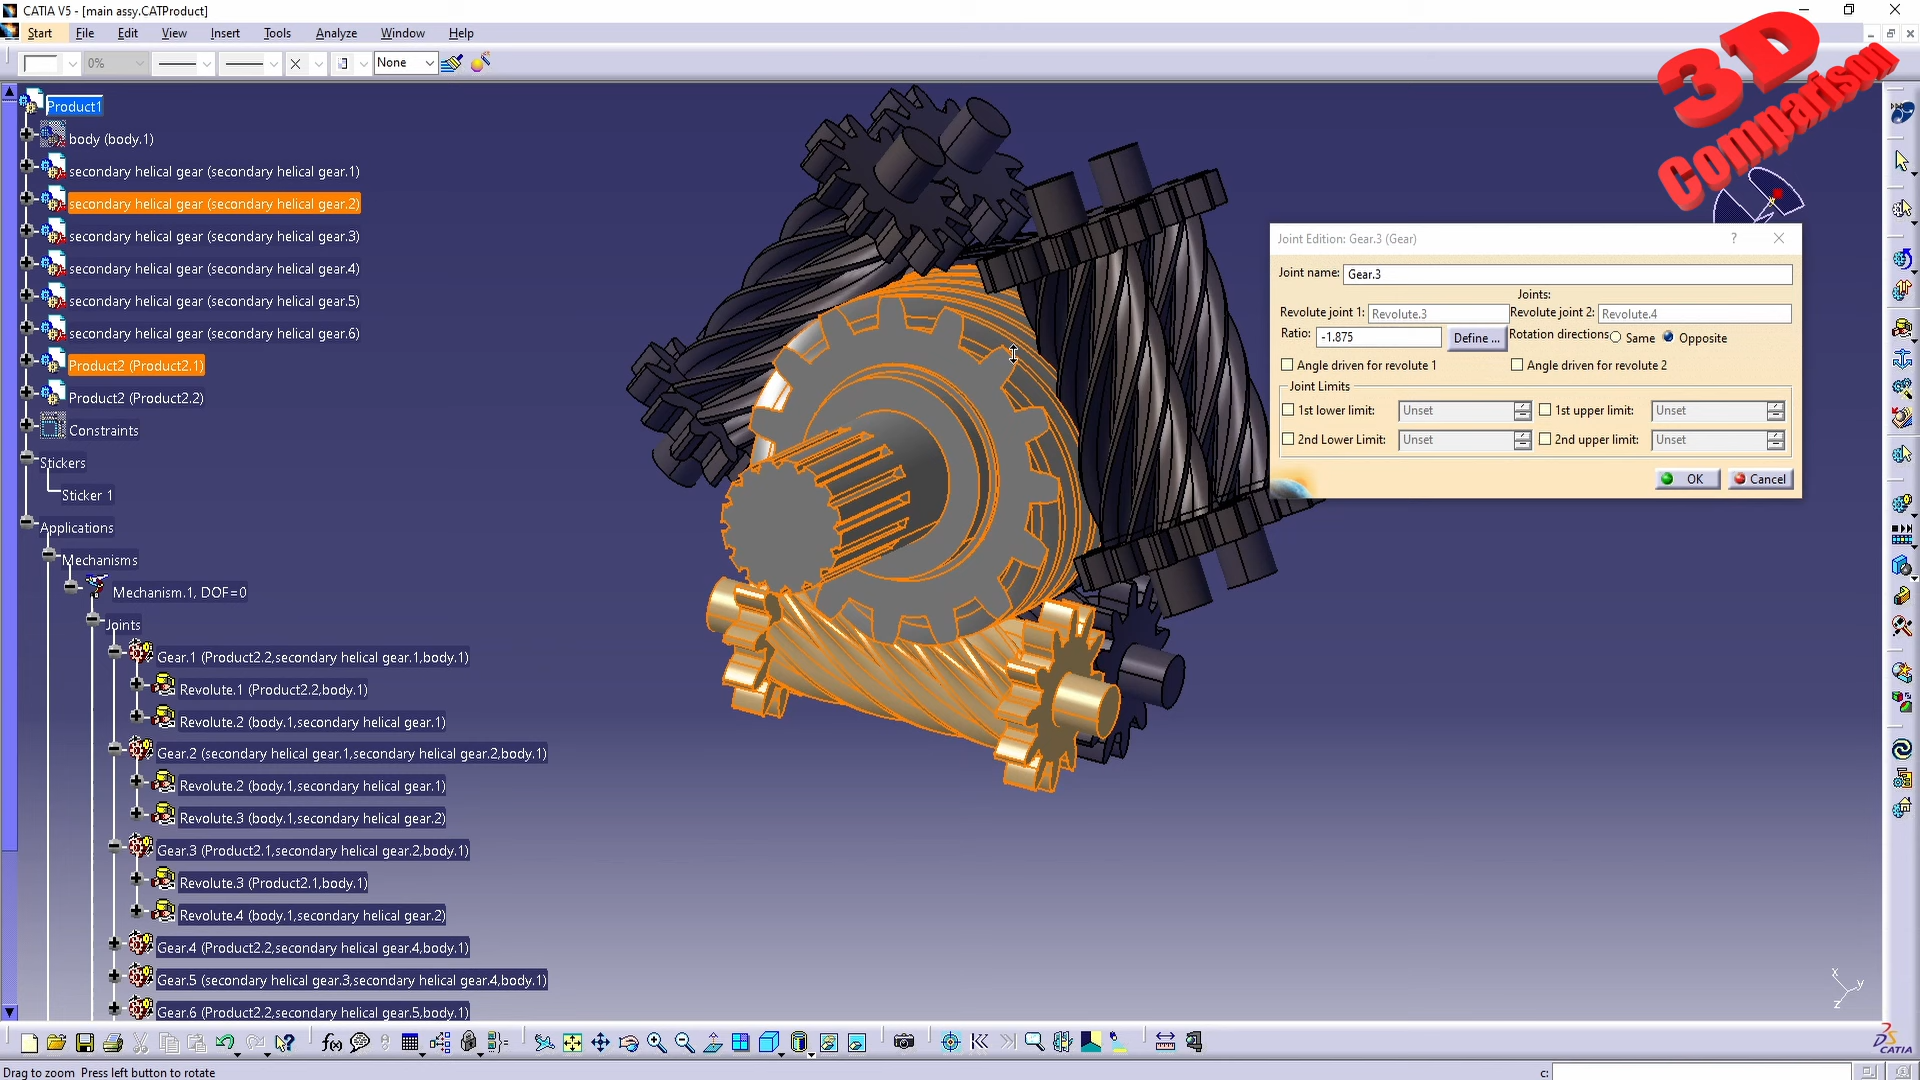 CATIA V5 - [main assy.CATProduct]
Start File Edit View Insert Tools Analyze Window Help
0% None
3D
Comparison
Product1
body (body.1)
secondary helical gear (secondary helical gear.1)
secondary helical gear (secondary helical gear.2)
secondary helical gear (secondary helical gear.3)
secondary helical gear (secondary helical gear.4)
secondary helical gear (secondary helical gear.5)
secondary helical gear (secondary helical gear.6)
Product2 (Product2.1)
Product2 (Product2.2)
Constraints
Stickers
Sticker 1
Applications
Mechanisms
Mechanism.1, DOF=0
Joints
Gear.1 (Product2.2,secondary helical gear.1,body.1)
Revolute.1 (Product2.2,body.1)
Revolute.2 (body.1,secondary helical gear.1)
Gear.2 (secondary helical gear.1,secondary helical gear.2,body.1)
Revolute.2 (body.1,secondary helical gear.1)
Revolute.3 (body.1,secondary helical gear.2)
Gear.3 (Product2.1,secondary helical gear.2,body.1)
Revolute.3 (Product2.1,body.1)
Revolute.4 (body.1,secondary helical gear.2)
Gear.4 (Product2.2,secondary helical gear.4,body.1)
Gear.5 (secondary helical gear.3,secondary helical gear.4,body.1)
Gear.6 (Product2.2,secondary helical gear.5,body.1)
Joint Edition: Gear.3 (Gear)
?
Joint name: Gear.3
Joints:
Revolute joint 1: Revolute.3 Revolute joint 2: Revolute.4
Ratio: -1.875 Define ... Rotation directions Same Opposite
Angle driven for revolute 1 Angle driven for revolute 2
Joint Limits
1st lower limit: Unset 1st upper limit: Unset
2nd Lower Limit: Unset 2nd upper limit: Unset
OK Cancel
x
y
z
f(x)
DS
CATIA
Drag to zoom Press left button to rotate
c: